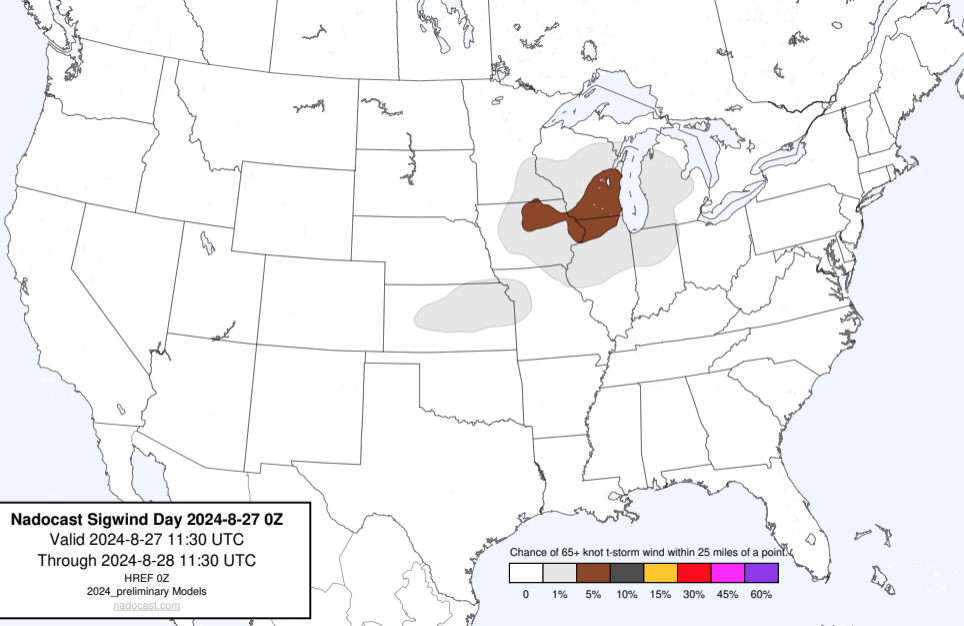 Nadocast Sigwind Day 2024-8-27 0Z
Valid 2024-8-27 11:30 UTC
Through 2024-8-28 11:30 UTC
HREF 0Z
2024_preliminary Models
nadocast.com
Chance of 65+ knot t-storm wind within 25 miles of a point.
0 1% 5% 10% 15% 30% 45% 60%